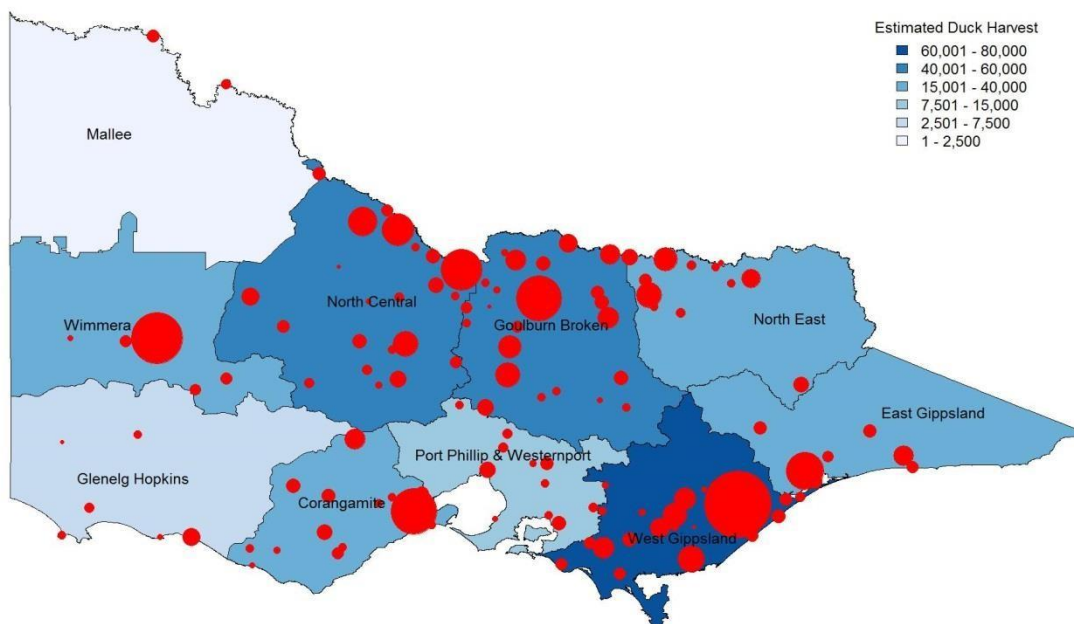 Estimated Duck Harvest
60,001 - 80,000
40,001 - 60,000
15,001 - 40,000
7,501 - 15,000
2,501 - 7,500
1 - 2,500
Mallee
North Central
Wimmera
Goulburn Broken
North East
East Gippsland
Port Phillip & Westernport
Glenelg Hopkins
Corangamite
West Gippsland